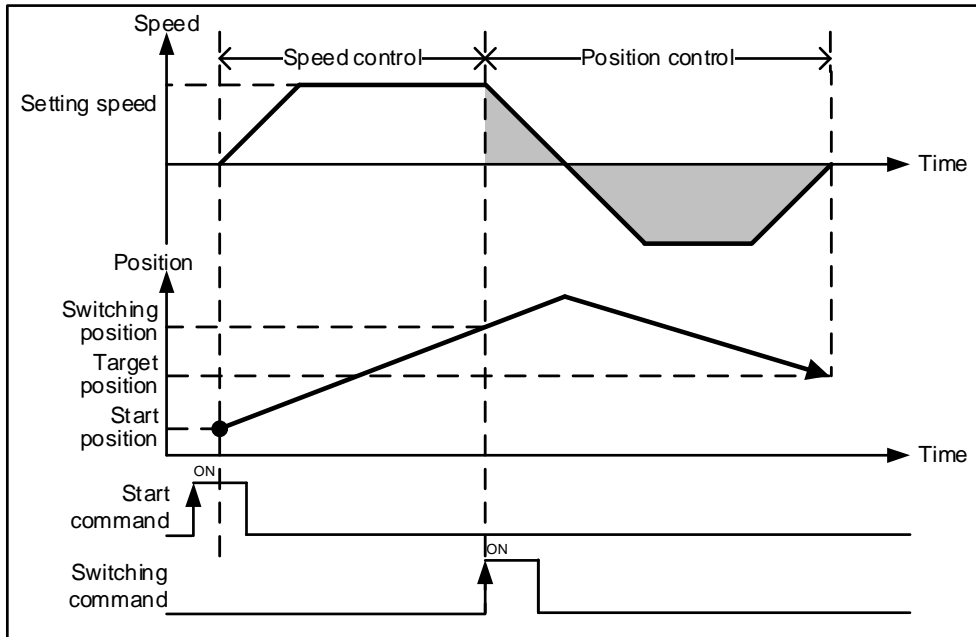 Speed
Speed control
Position control
Setting speed
Time
Position
Switching
position
Target
position
Start
position
Time
ON
Start
command
ON
Switching
command